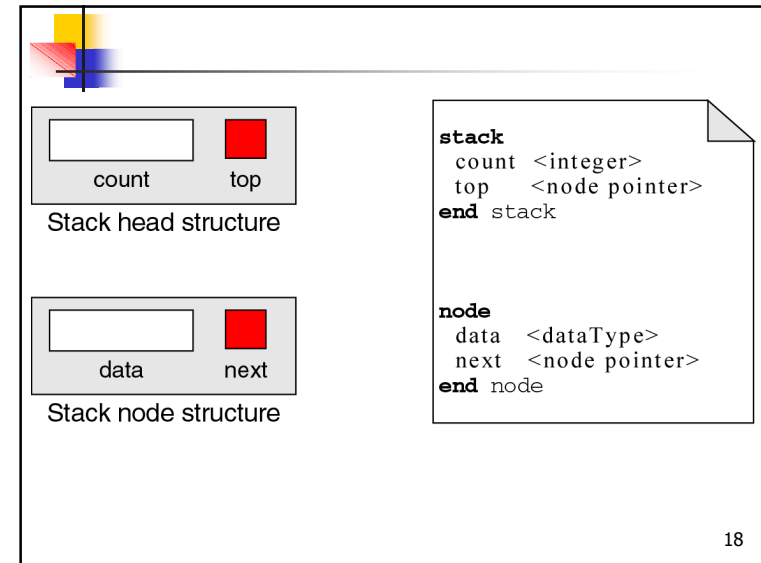 count top
Stack head structure
data next
Stack node structure
stack
count <integer>
top <node pointer>
end stack
node
data <dataType>
next <node pointer>
end node
18